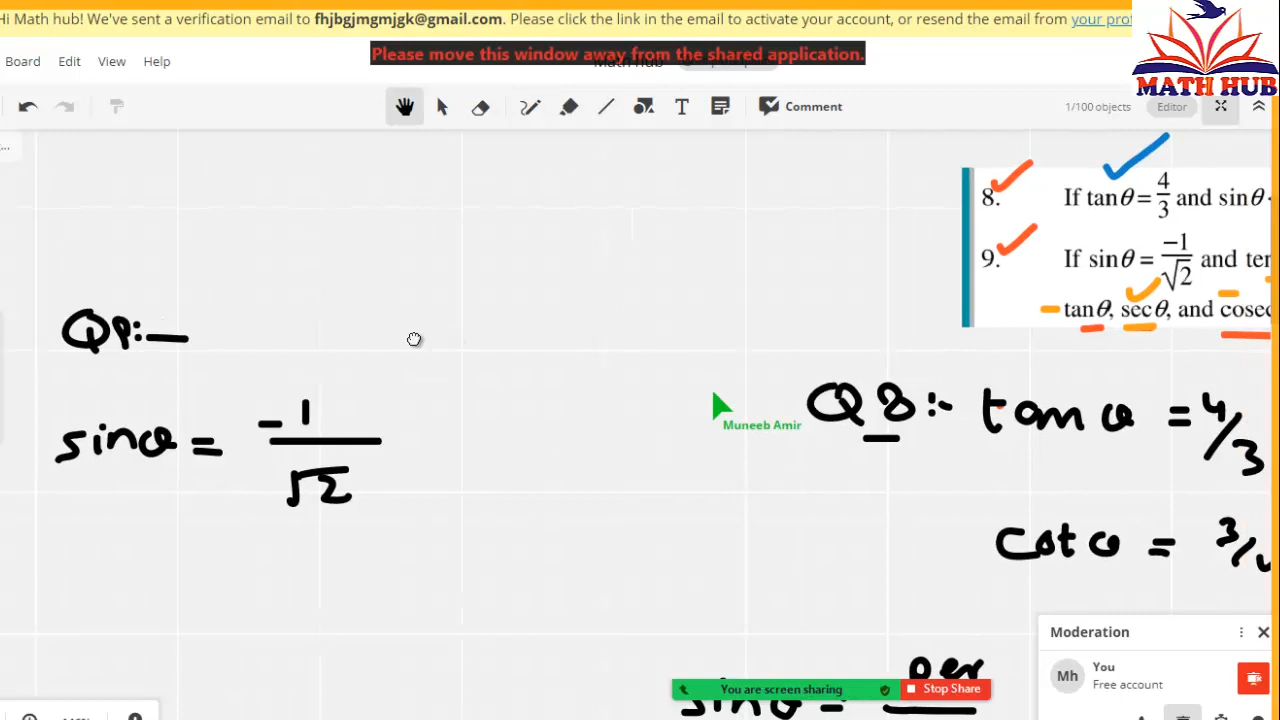 Hi Math hub! We've sent a verification email to fhjbgjmgmjgk@gmail.com. Please click the link in the email to activate your account, or resend the email from your prof
Please move this window away from the shared application.
Board Edit View Help
MATH HUB
Comment
1/100 objects
Editor
8. If tanθ = 4/3 and sinθ
9. If sinθ = -1/√2 and ter
tanθ, secθ, and cosec
Q9:—
sinθ = -1/√2
Muneeb Amir
Q8:- tanθ = 4/3
cotθ = 3/
Moderation
Mh You
Free account
per
sinθ =
You are screen sharing Stop Share